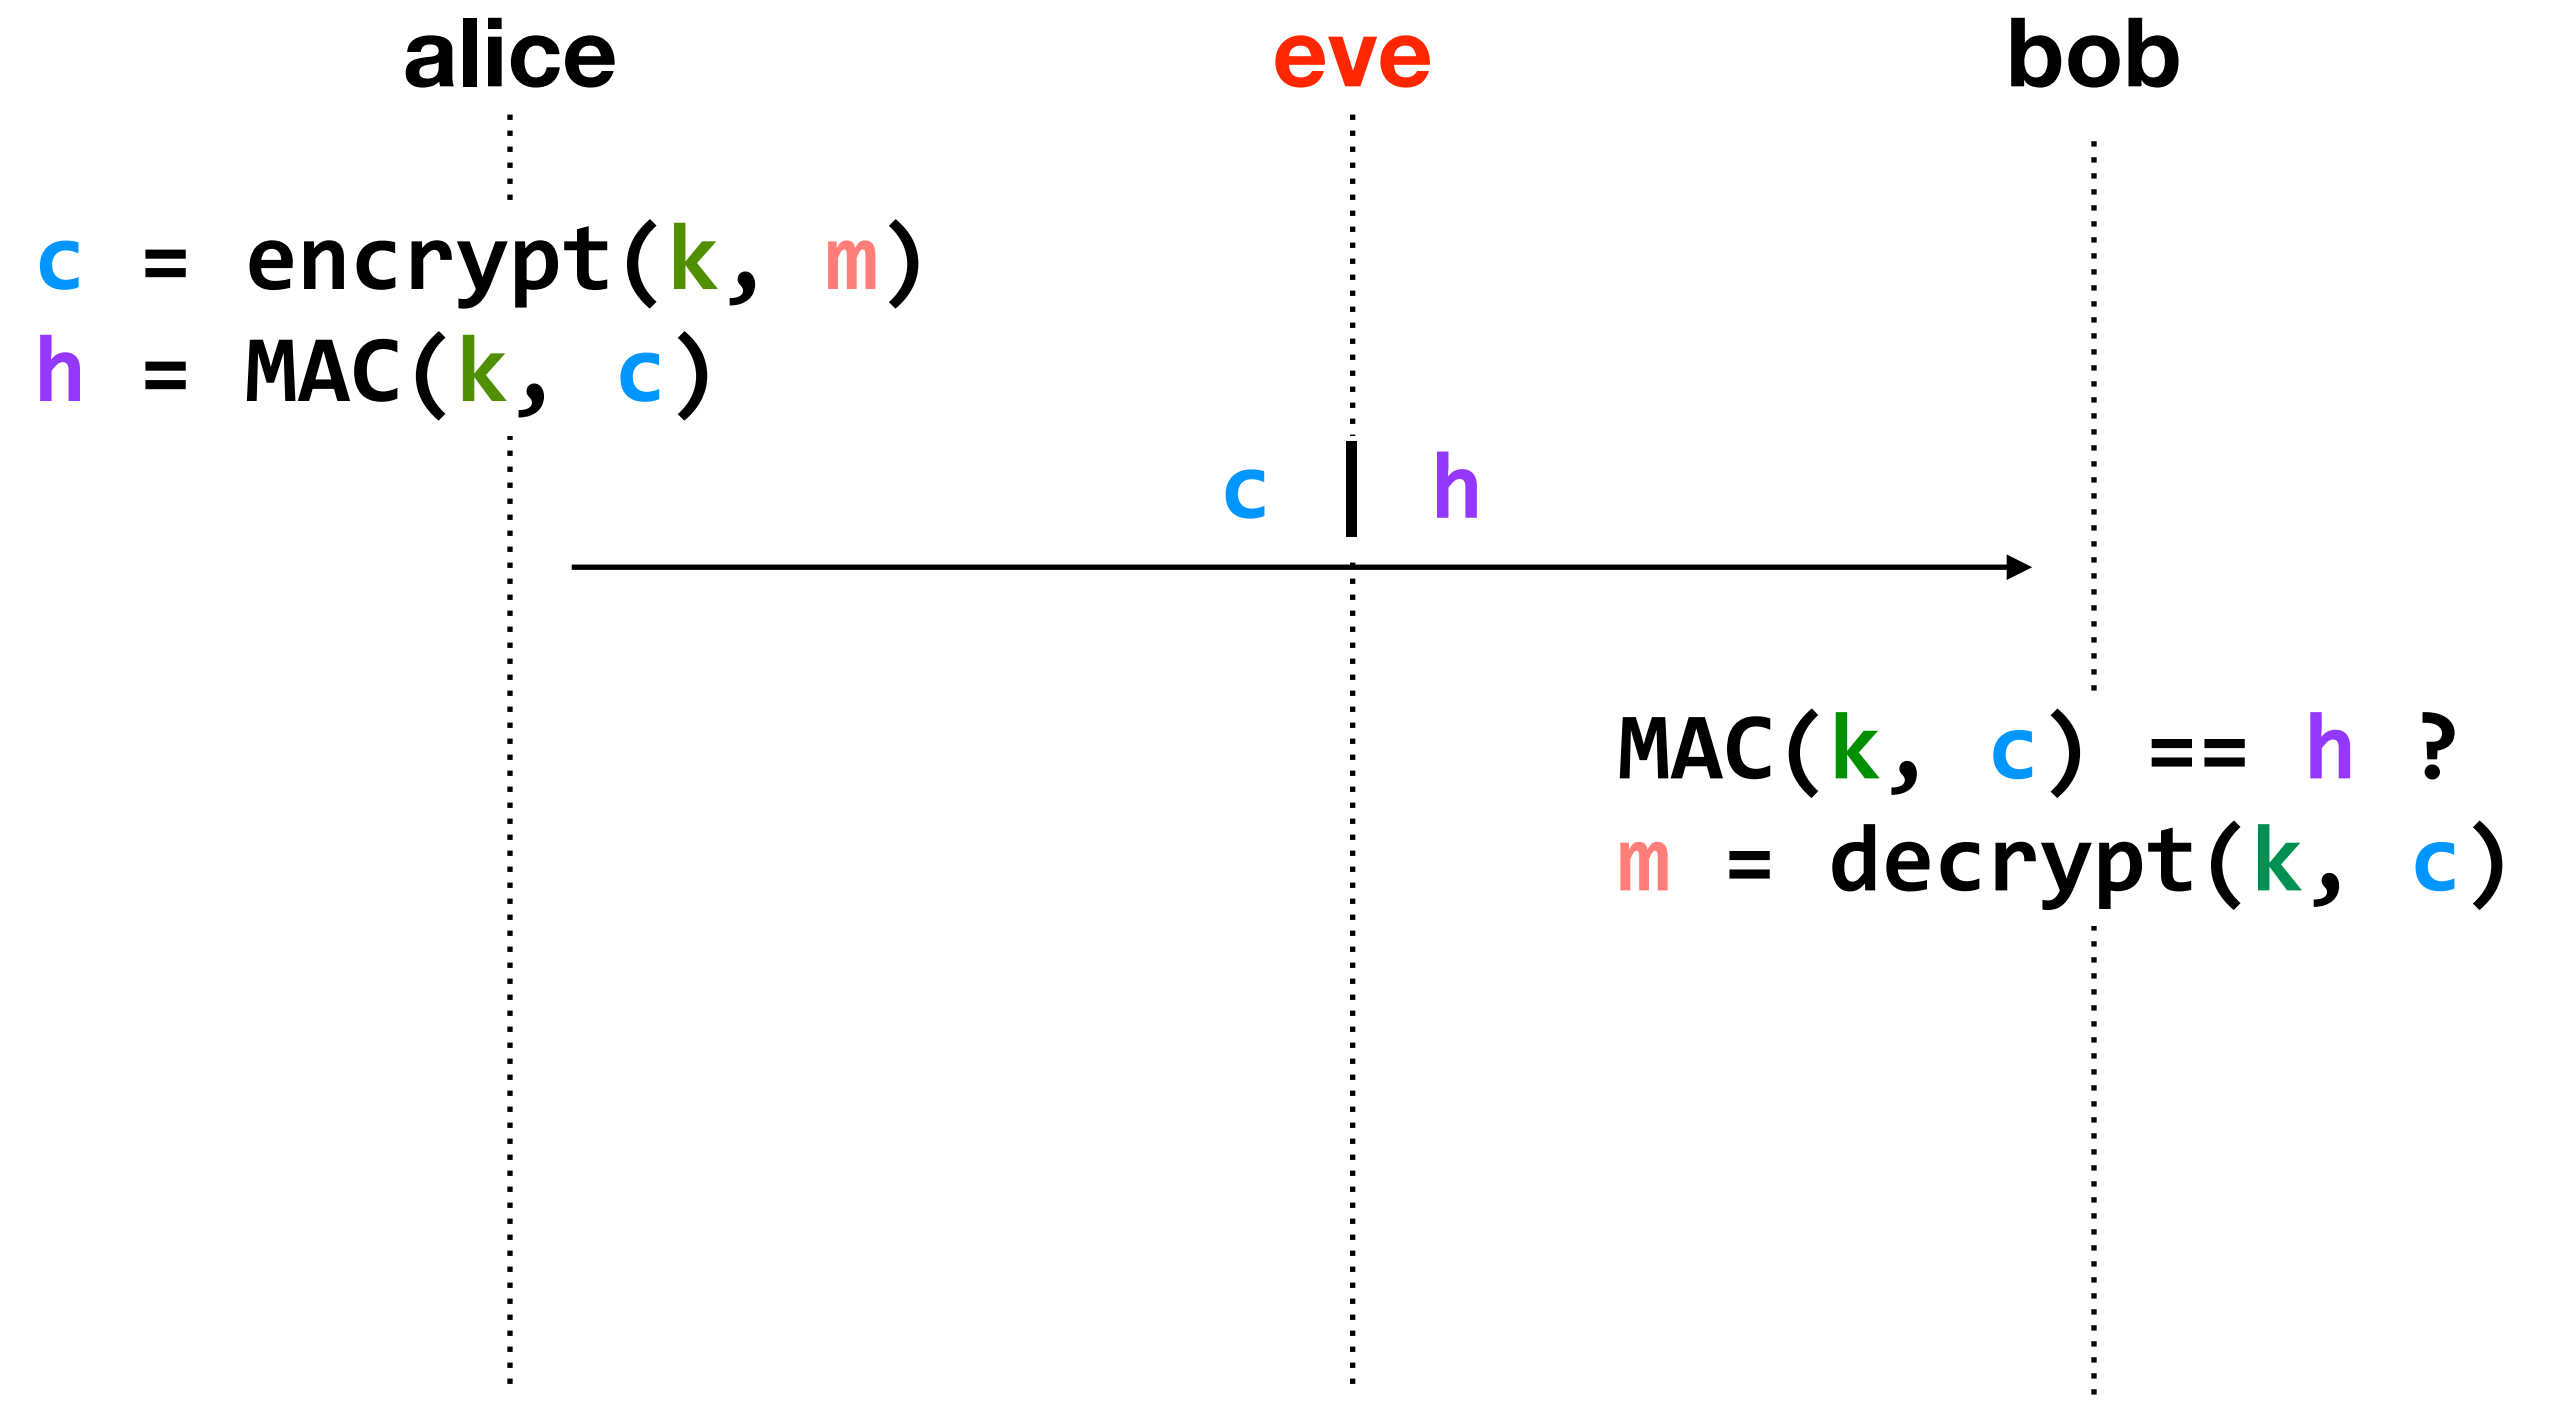 alice
eve
bob
c = encrypt(k, m)
h = MAC(k, c)
c | h
MAC(k, c) == h ?
m = decrypt(k, c)